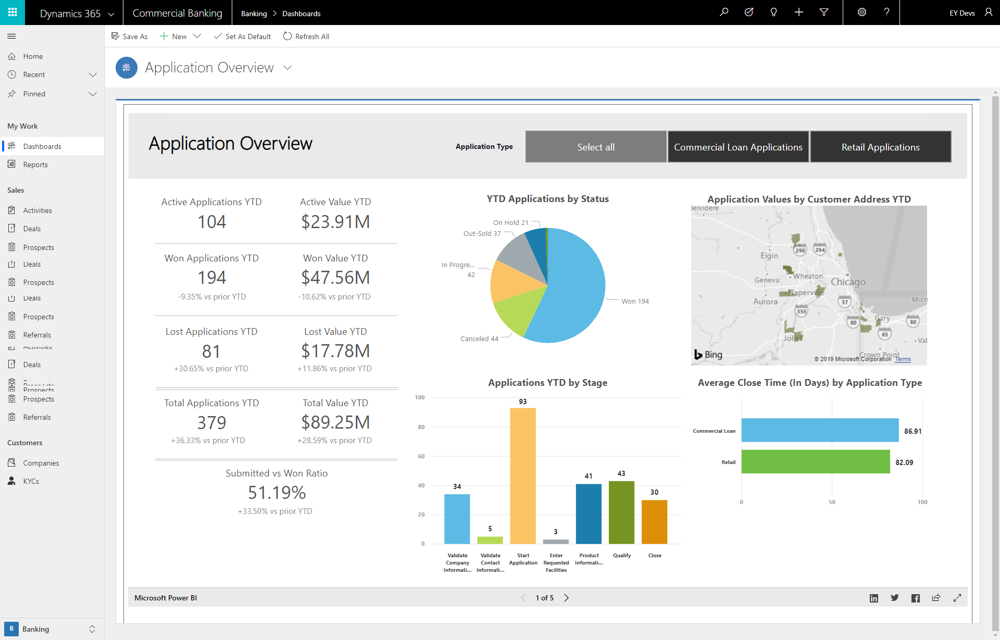 Dynamics 365
Commercial Banking
Banking > Dashboards
EY Devs
Save As
New
Set As Default
Refresh All
Home
Recent
Pinned
My Work
Dashboards
Reports
Sales
Activities
Deals
Prospects
Deals
Prospects
Deals
Prospects
Referrals
Activities
Deals
Prospects
Prospects
Referrals
Customers
Companies
KYCs
B Banking
Application Overview
Application Overview
Application Type
Select all
Commercial Loan Applications
Retail Applications
Active Applications YTD
104
Active Value YTD
$23.91M
Won Applications YTD
194
-9.35% vs prior YTD
Won Value YTD
$47.56M
-10.62% vs prior YTD
Lost Applications YTD
81
+30.65% vs prior YTD
Lost Value YTD
$17.78M
+11.86% vs prior YTD
Total Applications YTD
379
+36.33% vs prior YTD
Total Value YTD
$89.25M
+28.59% vs prior YTD
Submitted vs Won Ratio
51.19%
+33.50% vs prior YTD
YTD Applications by Status
On Hold 21
Out-Sold 37
In Progre...
42
Won 194
Canceled 44
Application Values by Customer Address YTD
Belvidere
290
294
Elgin
Geneva
Wheaton
Chicago
Naperville
Aurora
57
Mich
355
80
Gary
80
65
Joliet
Val
Crown Point
Bing
© 2019 Microsoft Corporation Terms
Applications YTD by Stage
100
80
60
40
20
0
34
5
93
3
41
43
30
Validate
Company
Informati...
Validate
Contact
Informati...
Start
Application
Enter
Requested
Facilities
Product
Informati...
Qualify
Close
Average Close Time (In Days) by Application Type
Commercial Loan
86.91
Retail
82.09
0
50
100
Microsoft Power BI
1 of 5